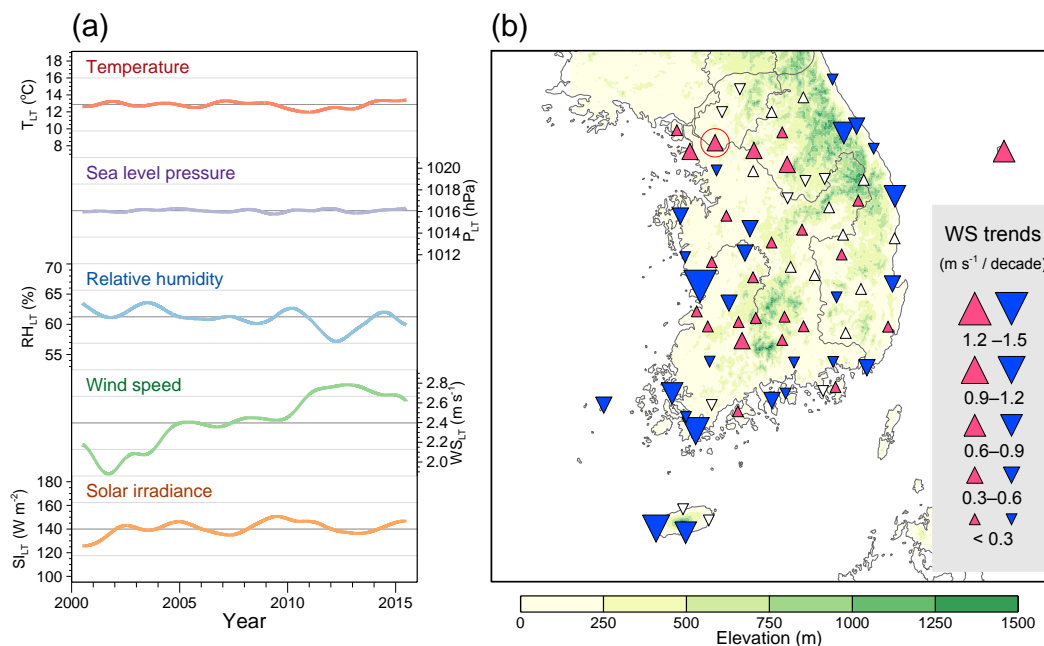 (a)
Temperature
18
16
14
12
10
8
T_LT (°C)
Sea level pressure
1020
1018
1016
1014
1012
P_LT (hPa)
Relative humidity
70
65
60
55
RH_LT (%)
Wind speed
2.8
2.6
2.4
2.2
2.0
WS_LT (m s⁻¹)
Solar irradiance
180
160
140
120
100
SI_LT (W m⁻²)
2000 2005 2010 2015
Year
(b)
WS trends
(m s⁻¹ / decade)
1.2 –1.5
0.9–1.2
0.6–0.9
0.3–0.6
< 0.3
0 250 500 750 1000 1250 1500
Elevation (m)